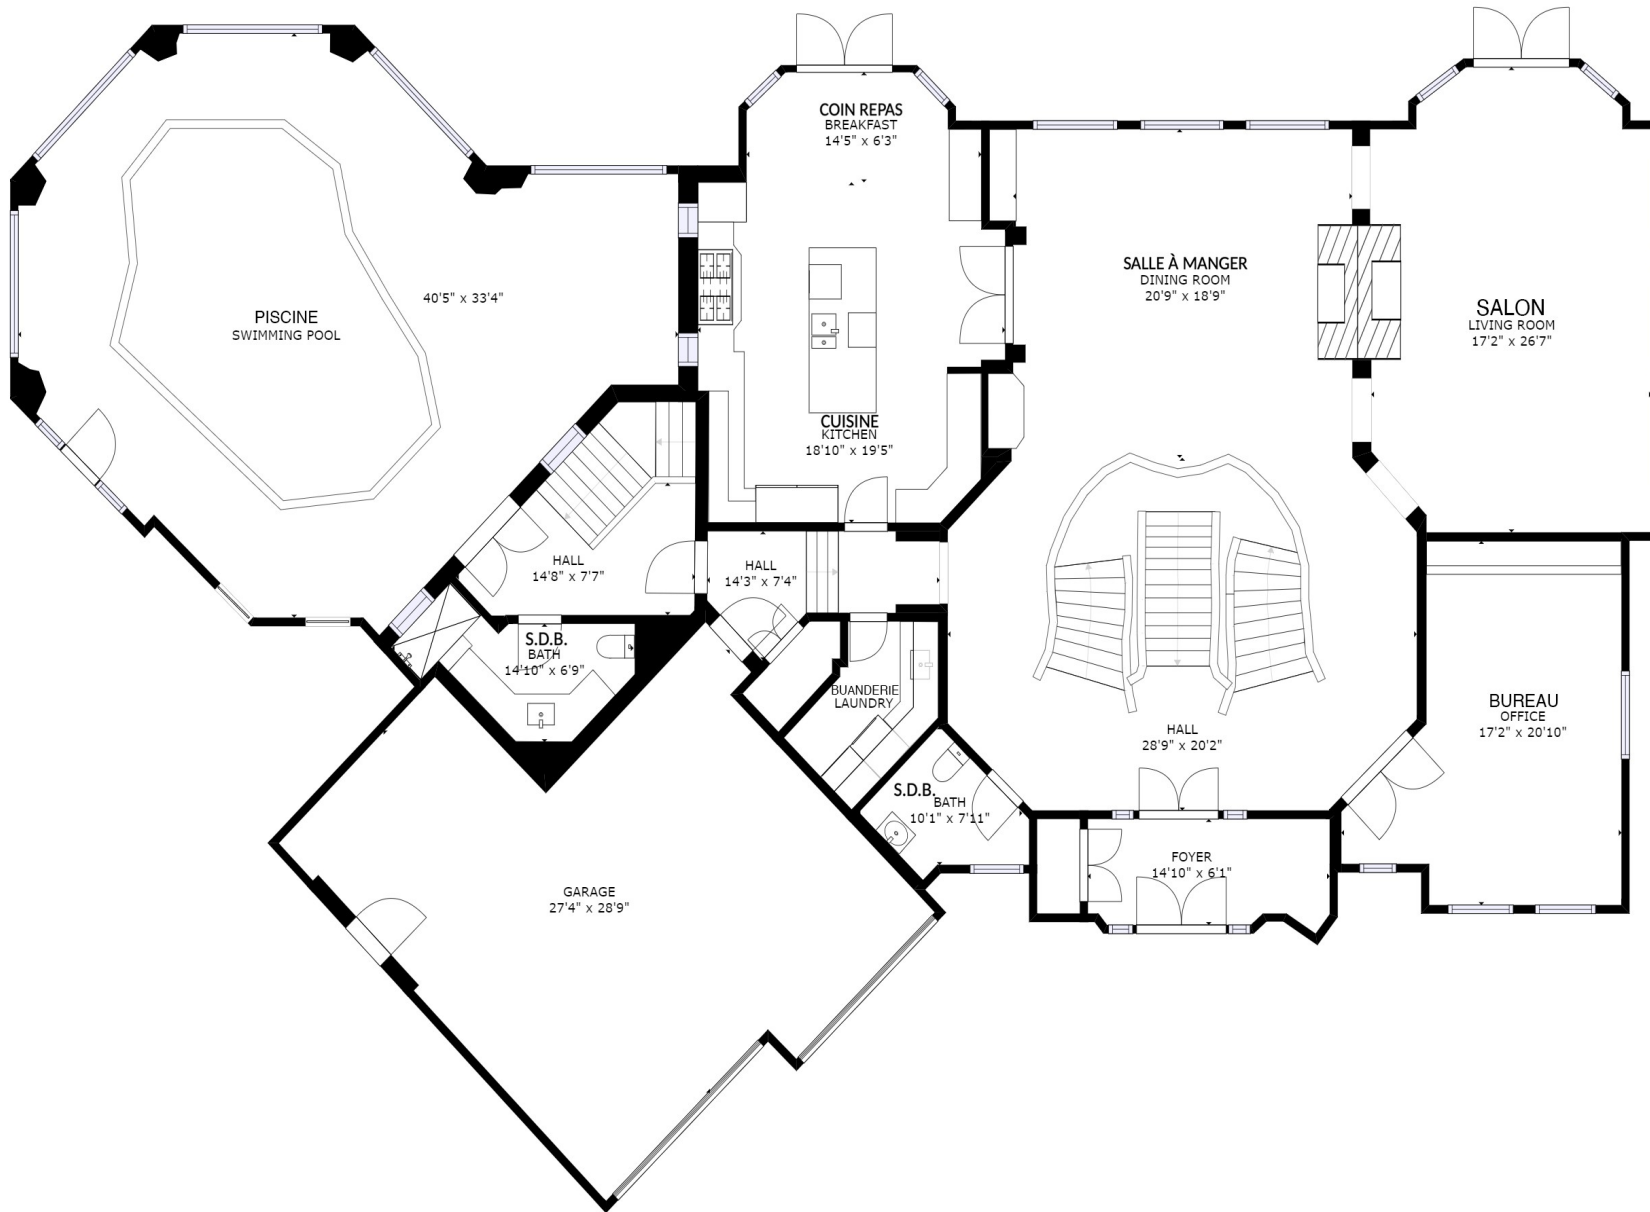 COIN REPAS
BREAKFAST
14'5" x 6'3"
SALLE À MANGER
DINING ROOM
20'9" x 18'9"
40'5" x 33'4"
PISCINE
SWIMMING POOL
SALON
LIVING ROOM
17'2" x 26'7"
CUISINE
KITCHEN
18'10" x 19'5"
HALL
14'8" x 7'7"
HALL
14'3" x 7'4"
S.D.B.
BATH
14'10" x 6'9"
BUANDERIE
LAUNDRY
BUREAU
OFFICE
17'2" x 20'10"
HALL
28'9" x 20'2"
S.D.B.
BATH
10'1" x 7'11"
FOYER
14'10" x 6'1"
GARAGE
27'4" x 28'9"